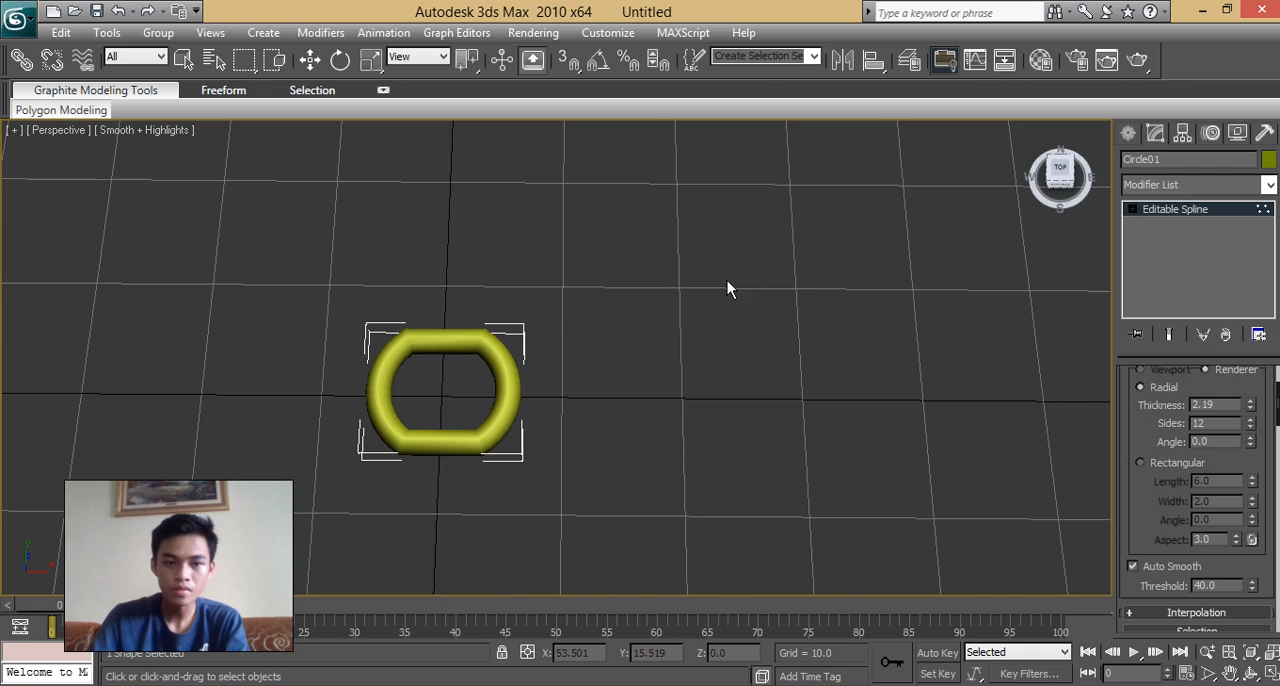 Autodesk 3ds Max 2010 x64 Untitled
Type a keyword or phrase
Edit Tools Group Views Create Modifiers Animation Graph Editors Rendering Customize MAXScript Help
All View Create Selection Se
Graphite Modeling Tools Freeform Selection
Polygon Modeling
[ + ] [ Perspective ] [ Smooth + Highlights ]
N
W TOP E
S
Circle01
Modifier List
Editable Spline
Viewport Renderer
Radial
Thickness: 2.19
Sides: 12
Angle: 0.0
Rectangular
Length: 6.0
Width: 2.0
Angle: 0.0
Aspect: 3.0
Auto Smooth
Threshold: 40.0
Interpolation
Selection
0
25 30 35 40 45 50 55 60 65 70 75 80 85 90 95 100
1 Shape Selected X: 53.501 Y: 15.519 Z: 0.0 Grid = 10.0 Auto Key Selected
Welcome to M Click or click-and-drag to select objects Add Time Tag Set Key Key Filters... 0